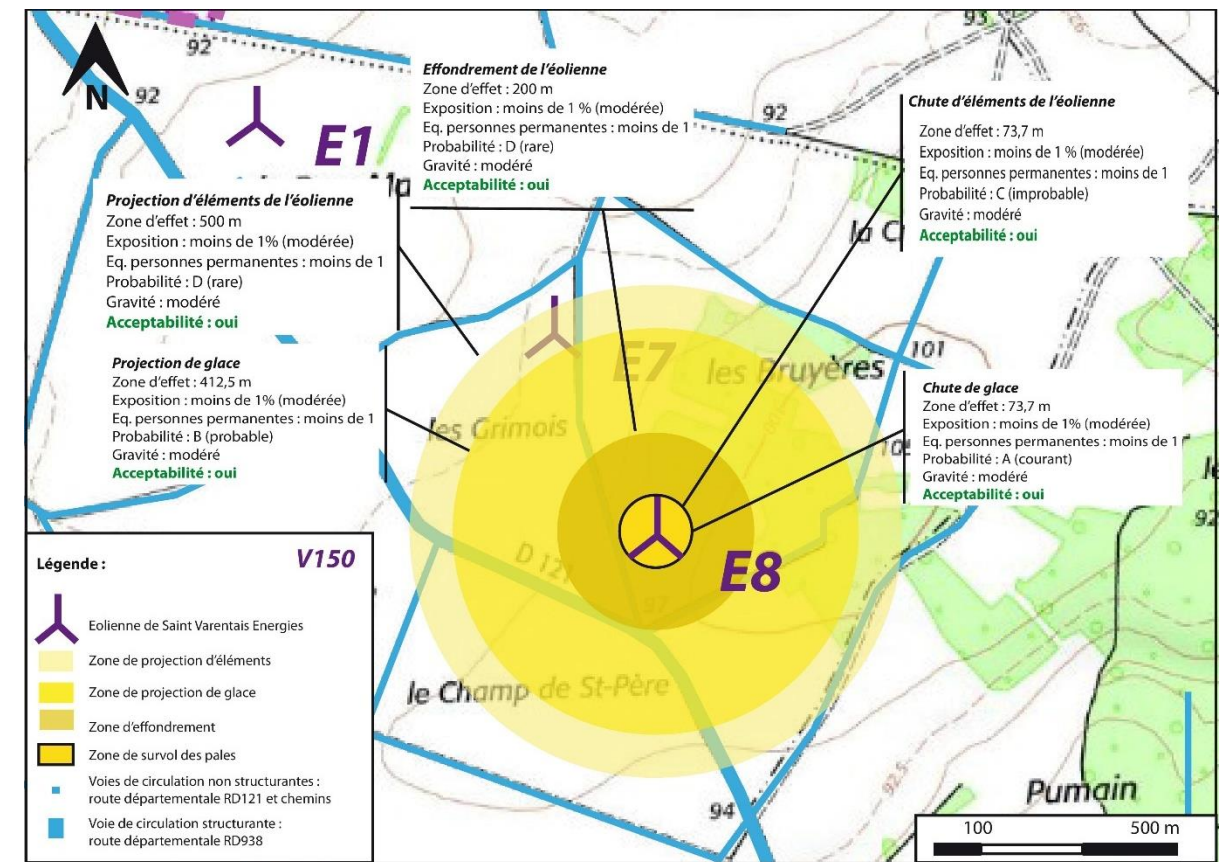 93
92
92
92
N
E1
Effondrement de l'éolienne
Zone d'effet : 200 m
Exposition : moins de 1 % (modérée)
Eq. personnes permanentes : moins de 1
Probabilité : D (rare)
Gravité : modéré
Acceptabilité : oui
Chute d'éléments de l'éolienne
Zone d'effet : 73,7 m
Exposition : moins de 1 % (modérée)
Eq. personnes permanentes : moins de 1
Probabilité : C (improbable)
Gravité : modéré
Acceptabilité : oui
Projection d'éléments de l'éolienne
Zone d'effet : 500 m
Exposition : moins de 1% (modérée)
Eq. personnes permanentes : moins de 1
Probabilité : D (rare)
Gravité : modéré
Acceptabilité : oui
Projection de glace
Zone d'effet : 412,5 m
Exposition : moins de 1% (modérée)
Eq. personnes permanentes : moins de 1
Probabilité : B (probable)
Gravité : modéré
Acceptabilité : oui
E7
les Bruyères
101
100
les Grimois
Chute de glace
Zone d'effet : 73,7 m
Exposition : moins de 1% (modérée)
Eq. personnes permanentes : moins de 1
Probabilité : A (courant)
Gravité : modéré
Acceptabilité : oui
92
D 121
E8
97
le Champ de St-Père
92,5
Pumain
94
Légende :
V150
Eolienne de Saint Varentais Energies
Zone de projection d'éléments
Zone de projection de glace
Zone d'effondrement
Zone de survol des pales
Voies de circulation non structurantes :
route départementale RD121 et chemins
Voie de circulation structurante :
route départementale RD938
100 500 m